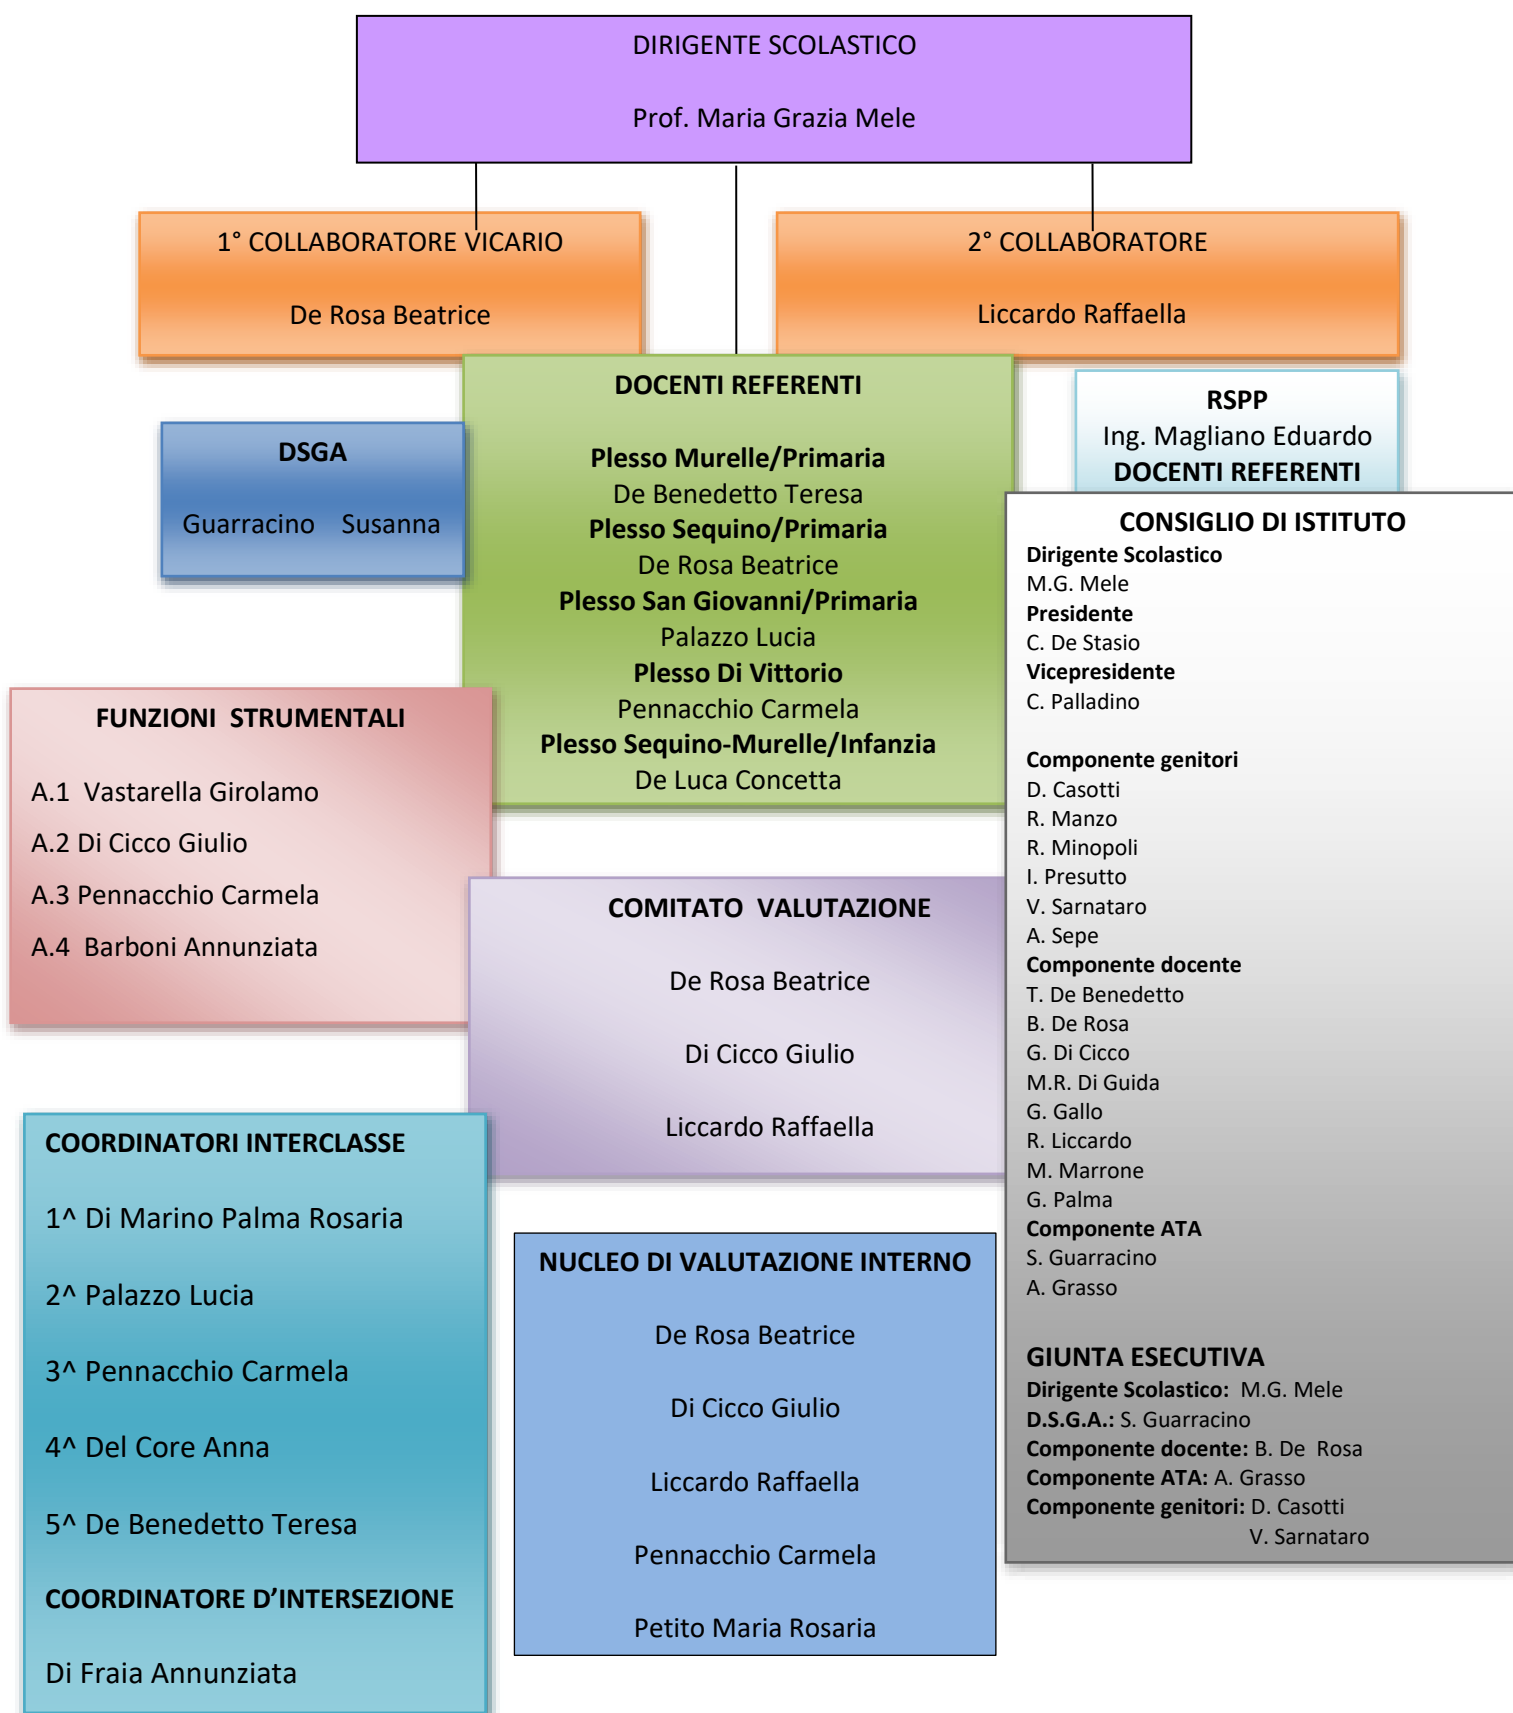 DIRIGENTE SCOLASTICO
Prof. Maria Grazia Mele
1° COLLABORATORE VICARIO
De Rosa Beatrice
2° COLLABORATORE
Liccardo Raffaella
DOCENTI REFERENTI
Plesso Murelle/Primaria
De Benedetto Teresa
Plesso Sequino/Primaria
De Rosa Beatrice
Plesso San Giovanni/Primaria
Palazzo Lucia
Plesso Di Vittorio
Pennacchio Carmela
Plesso Sequino-Murelle/Infanzia
De Luca Concetta
RSPP
Ing. Magliano Eduardo
DOCENTI REFERENTI
DSGA
Guarracino Susanna
CONSIGLIO DI ISTITUTO
Dirigente Scolastico
M.G. Mele
Presidente
C. De Stasio
Vicepresidente
C. Palladino
Componente genitori
D. Casotti
R. Manzo
R. Minopoli
I. Presutto
V. Sarnataro
A. Sepe
Componente docente
T. De Benedetto
B. De Rosa
G. Di Cicco
M.R. Di Guida
G. Gallo
R. Liccardo
M. Marrone
G. Palma
Componente ATA
S. Guarracino
A. Grasso
GIUNTA ESECUTIVA
Dirigente Scolastico: M.G. Mele
D.S.G.A.: S. Guarracino
Componente docente: B. De Rosa
Componente ATA: A. Grasso
Componente genitori: D. Casotti
V. Sarnataro
FUNZIONI STRUMENTALI
A.1 Vastarella Girolamo
A.2 Di Cicco Giulio
A.3 Pennacchio Carmela
A.4 Barboni Annunziata
COMITATO VALUTAZIONE
De Rosa Beatrice
Di Cicco Giulio
Liccardo Raffaella
COORDINATORI INTERCLASSE
1^ Di Marino Palma Rosaria
2^ Palazzo Lucia
3^ Pennacchio Carmela
4^ Del Core Anna
5^ De Benedetto Teresa
COORDINATORE D’INTERSEZIONE
Di Fraia Annunziata
NUCLEO DI VALUTAZIONE INTERNO
De Rosa Beatrice
Di Cicco Giulio
Liccardo Raffaella
Pennacchio Carmela
Petito Maria Rosaria